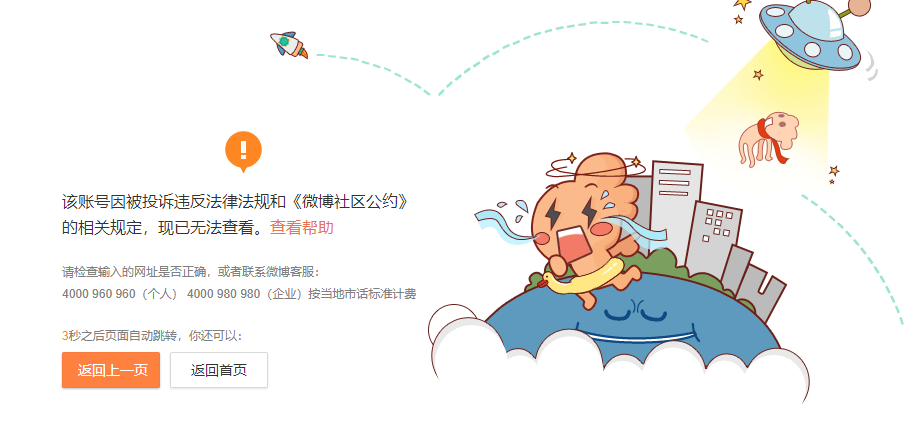 该账号因被投诉违反法律法规和《微博社区公约》
的相关规定，现已无法查看。查看帮助
请检查输入的网址是否正确，或者联系微博客服：
4000 960 960（个人） 4000 980 980（企业）按当地市话标准计费
3秒之后页面自动跳转，你还可以：
返回上一页 返回首页